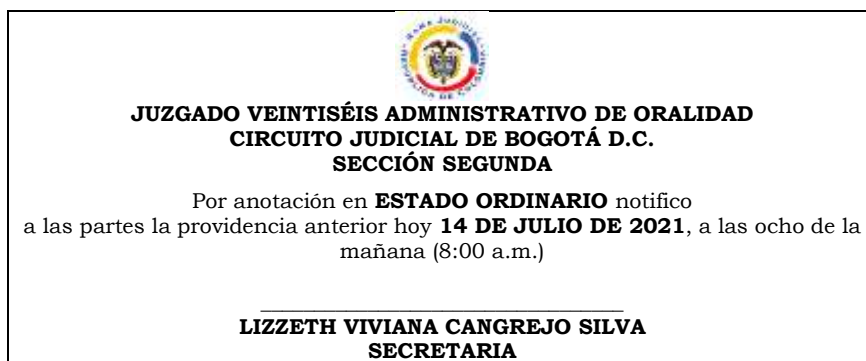 JUZGADO VEINTISÉIS ADMINISTRATIVO DE ORALIDAD
CIRCUITO JUDICIAL DE BOGOTÁ D.C.
SECCIÓN SEGUNDA
Por anotación en ESTADO ORDINARIO notifico
a las partes la providencia anterior hoy 14 DE JULIO DE 2021, a las ocho de la
mañana (8:00 a.m.)
LIZZETH VIVIANA CANGREJO SILVA
SECRETARIA